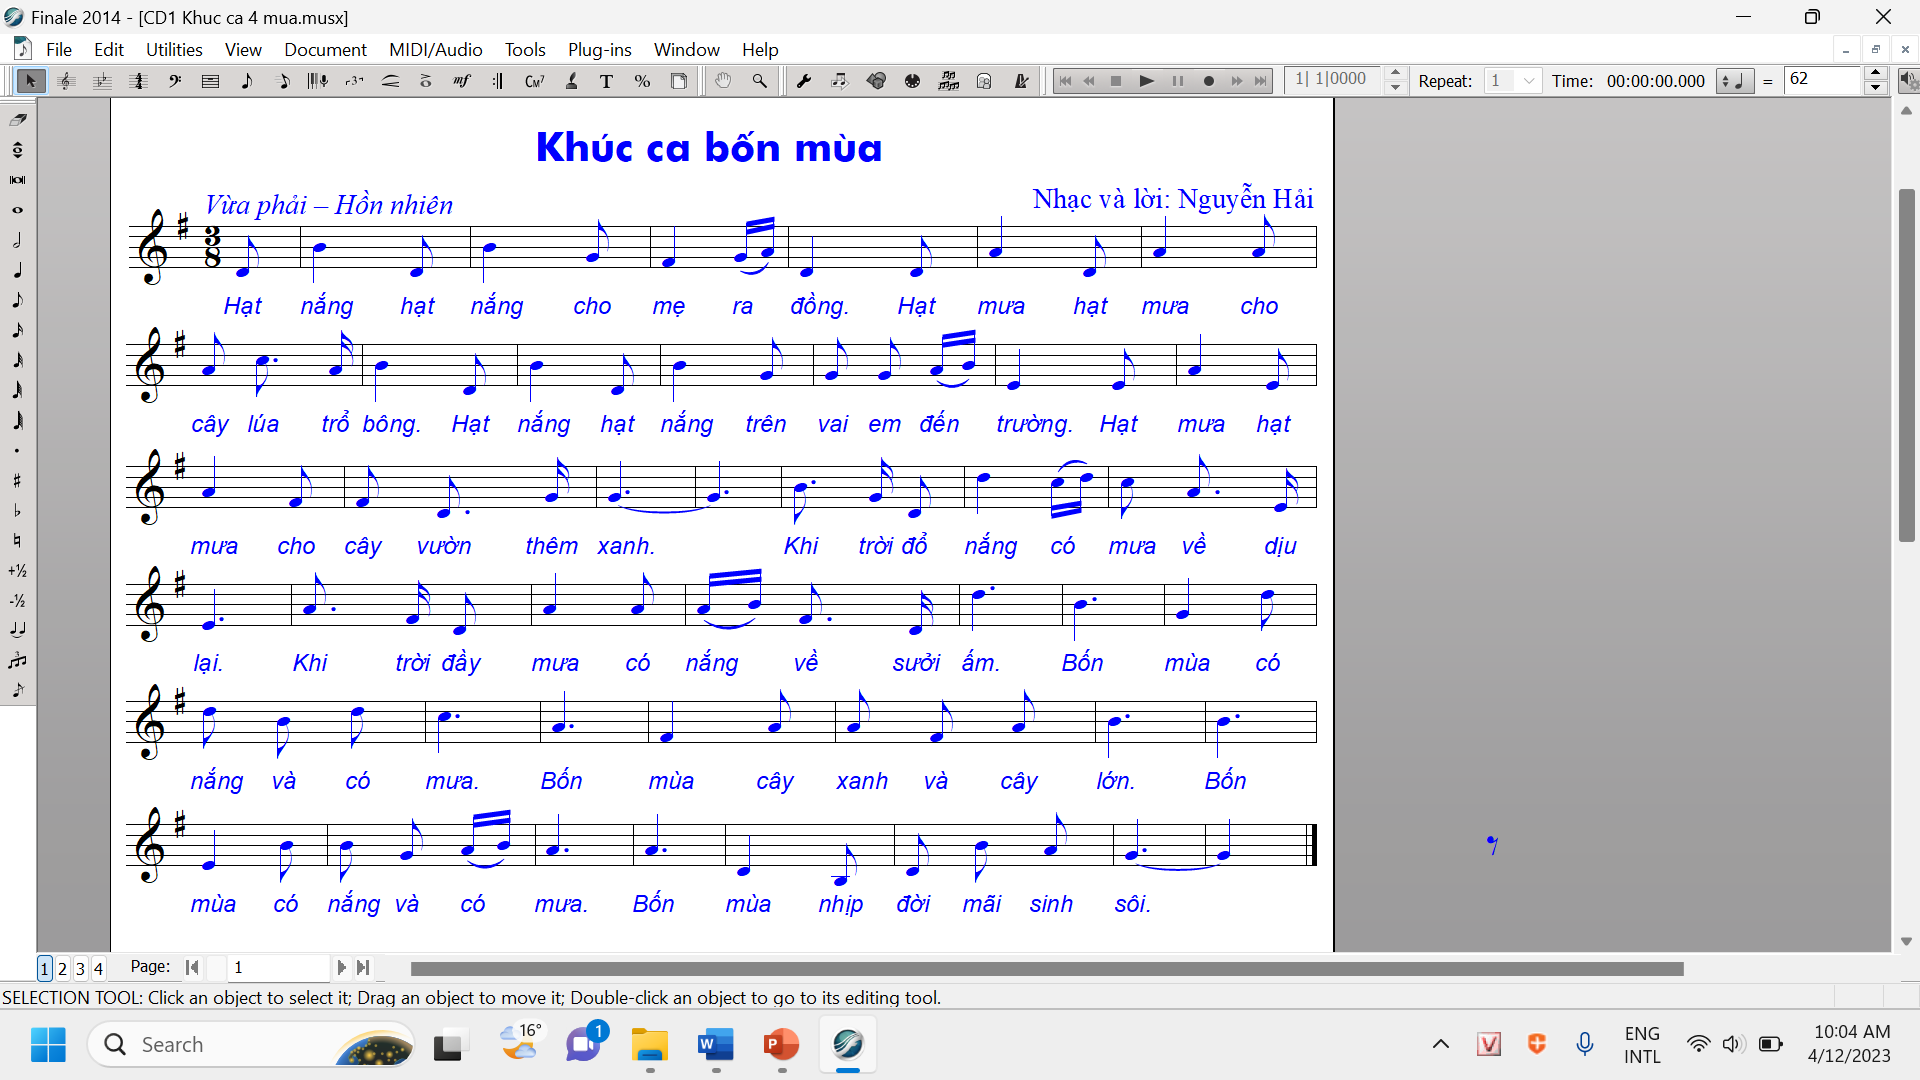 Finale 2014 - [CD1 Khuc ca 4 mua.musx]
File Edit Utilities View Document MIDI/Audio Tools Plug-ins Window Help
1| 1|0000 Repeat: 1 Time: 00:00:00.000 = 62
Khúc ca bốn mùa
Vừa phải – Hồn nhiên
Nhạc và lời: Nguyễn Hải
Hạt nắng hạt nắng cho mẹ ra đồng. Hạt mưa hạt mưa cho
cây lúa trổ bông. Hạt nắng hạt nắng trên vai em đến trường. Hạt mưa hạt
mưa cho cây vườn thêm xanh. Khi trời đổ nắng có mưa về dịu
lại. Khi trời đầy mưa có nắng về sưởi ấm. Bốn mùa có
nắng và có mưa. Bốn mùa cây xanh và cây lớn. Bốn
mùa có nắng và có mưa. Bốn mùa nhịp đời mãi sinh sôi.
1 2 3 4 Page: 1
SELECTION TOOL: Click an object to select it; Drag an object to move it; Double-click an object to go to its editing tool.
Search
16°
1
ENG
INTL
10:04 AM
4/12/2023